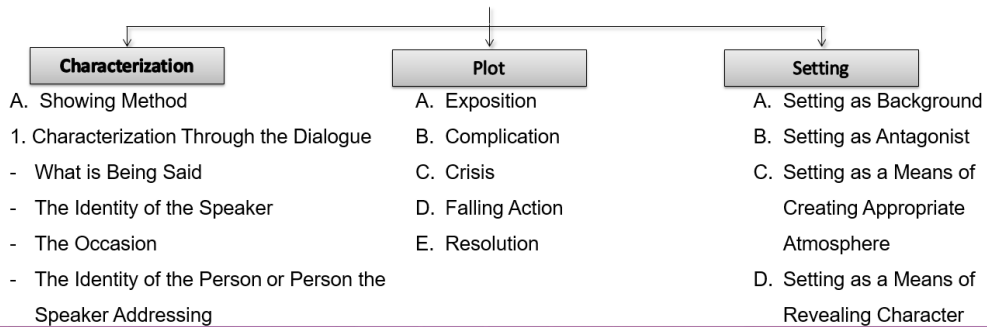 Characterization
A. Showing Method
1. Characterization Through the Dialogue
- What is Being Said
- The Identity of the Speaker
- The Occasion
- The Identity of the Person or Person the
Speaker Addressing
Plot
A. Exposition
B. Complication
C. Crisis
D. Falling Action
E. Resolution
Setting
A. Setting as Background
B. Setting as Antagonist
C. Setting as a Means of
Creating Appropriate
Atmosphere
D. Setting as a Means of
Revealing Character